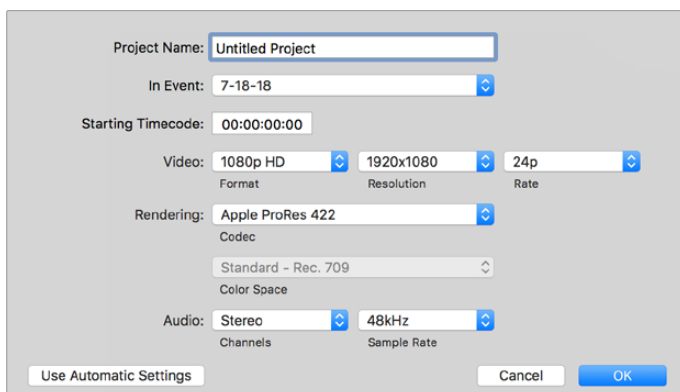 Project Name: Untitled Project
In Event: 7-18-18
Starting Timecode: 00:00:00:00
Video: 1080p HD 1920x1080 24p
Format Resolution Rate
Rendering: Apple ProRes 422
Codec
Standard - Rec. 709
Color Space
Audio: Stereo 48kHz
Channels Sample Rate
Use Automatic Settings Cancel OK